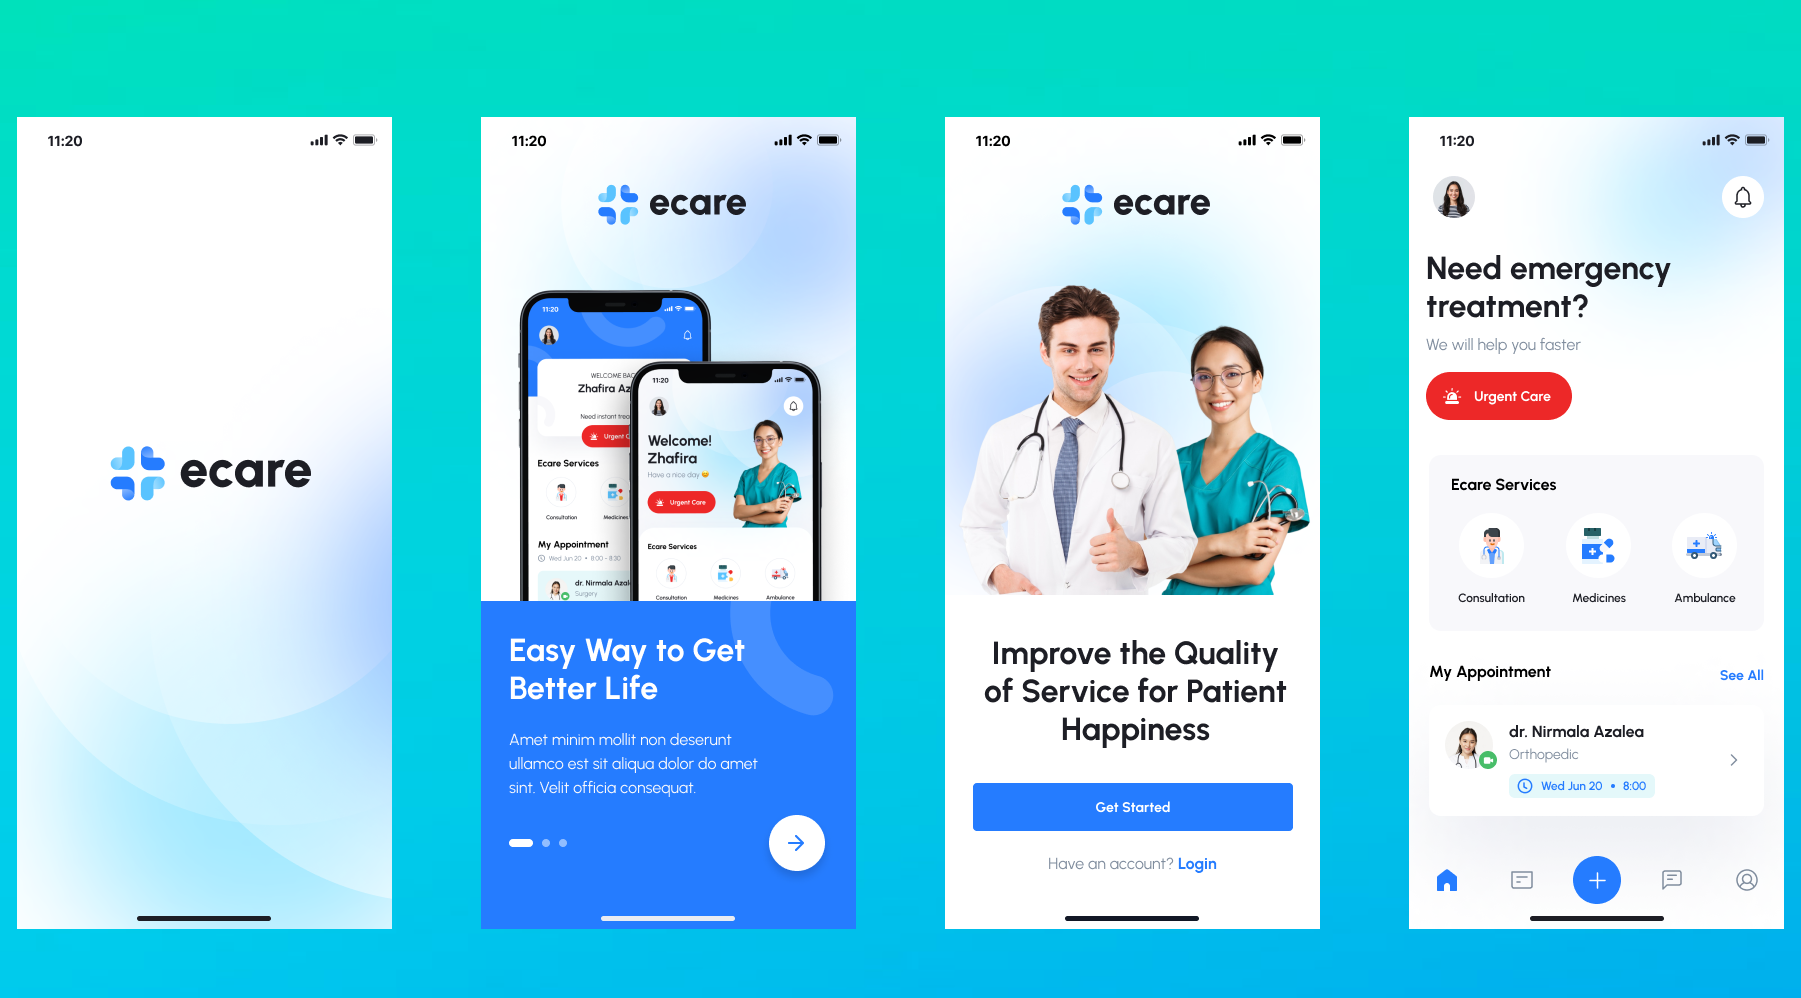 11:20
ecare
11:20
ecare
11:20
WELCOME BAC
Zhafira Az
Need instant trea
Urgent C
Ecare Services
Consultation
Medicines
My Appointment
Wed Jun 20 • 8:00 - 8:30
dr. Nirmala Azale
Surgery
11:20
Welcome!
Zhafira
Have a nice day 😊
Urgent Care
Ecare Services
Consultation
Medicines
Ambulance
Easy Way to Get
Better Life
Amet minim mollit non deserunt
ullamco est sit aliqua dolor do amet
sint. Velit officia consequat.
11:20
ecare
Improve the Quality
of Service for Patient
Happiness
Get Started
Have an account? Login
11:20
Need emergency
treatment?
We will help you faster
Urgent Care
Ecare Services
Consultation
Medicines
Ambulance
My Appointment
See All
dr. Nirmala Azalea
Orthopedic
Wed Jun 20 • 8:00